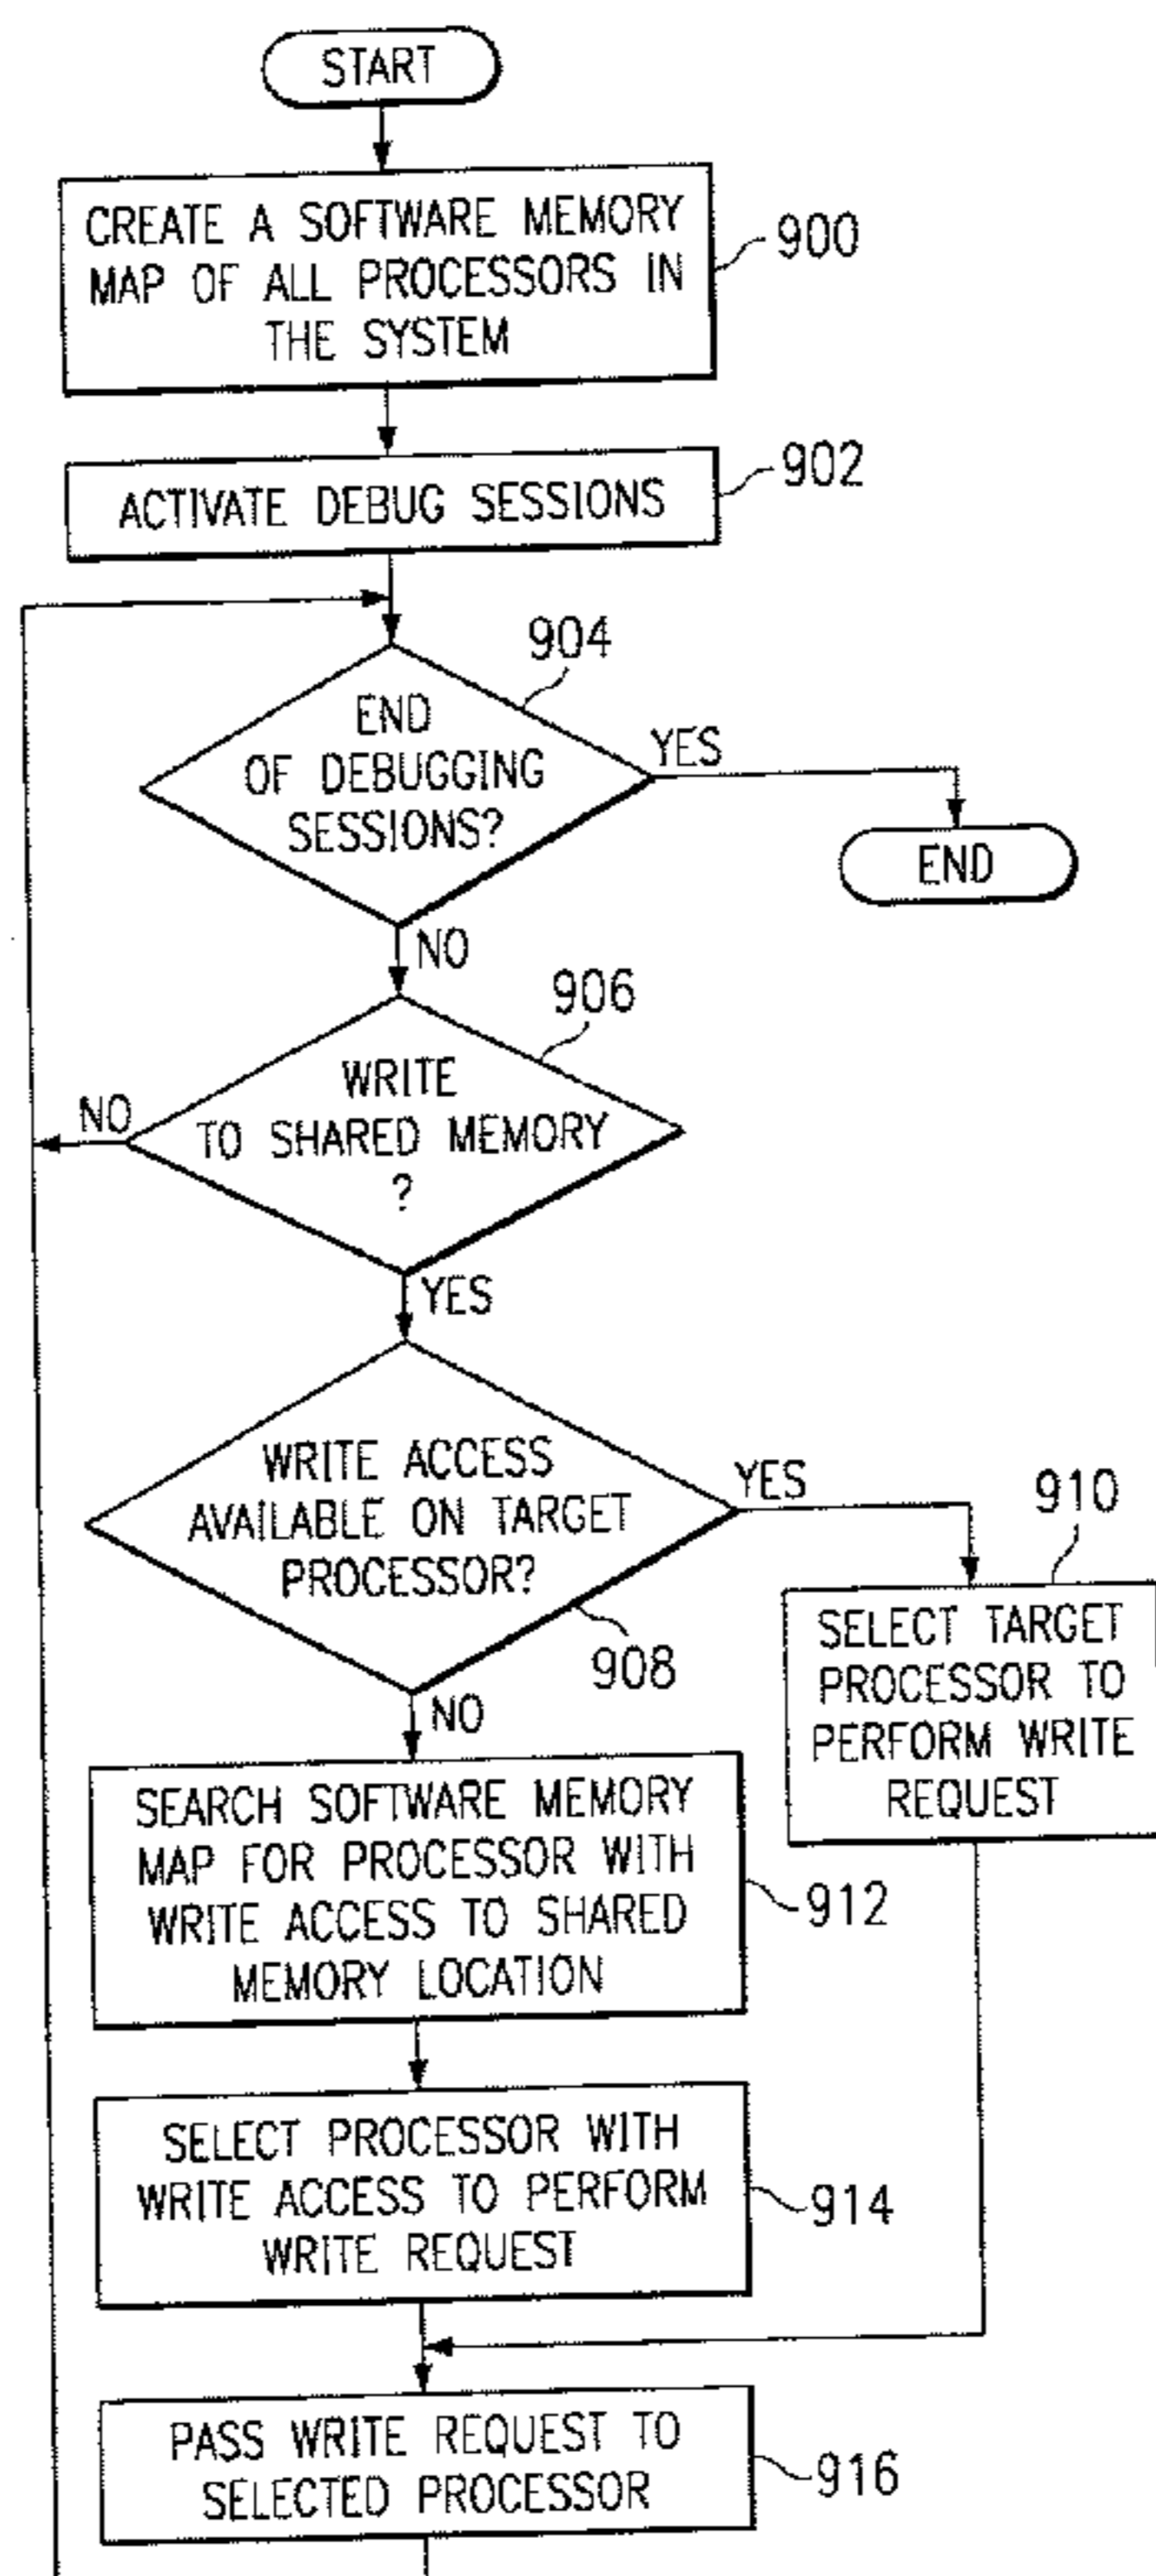 START
CREATE A SOFTWARE MEMORY
MAP OF ALL PROCESSORS IN
THE SYSTEM
900
ACTIVATE DEBUG SESSIONS
902
904
END
OF DEBUGGING
SESSIONS?
YES
END
NO
906
WRITE
TO SHARED MEMORY
?
NO
YES
WRITE ACCESS
AVAILABLE ON TARGET
PROCESSOR?
YES
908
910
SELECT TARGET
PROCESSOR TO
PERFORM WRITE
REQUEST
NO
SEARCH SOFTWARE MEMORY
MAP FOR PROCESSOR WITH
WRITE ACCESS TO SHARED
MEMORY LOCATION
912
SELECT PROCESSOR WITH
WRITE ACCESS TO PERFORM
WRITE REQUEST
914
PASS WRITE REQUEST TO
SELECTED PROCESSOR
916